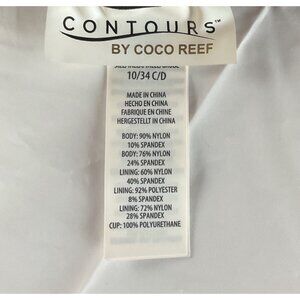 CONTOURS™
BY COCO REEF
10/34 C/D
MADE IN CHINA
HECHO EN CHINA
FABRIQUE EN CHINE
HERGESTELLT IN CHINA
BODY: 90% NYLON
10% SPANDEX
BODY: 76% NYLON
24% SPANDEX
LINING: 60% NYLON
40% SPANDEX
LINING: 92% POLYESTER
8% SPANDEX
LINING: 72% NYLON
28% SPANDEX
CUP: 100% POLYURETHANE